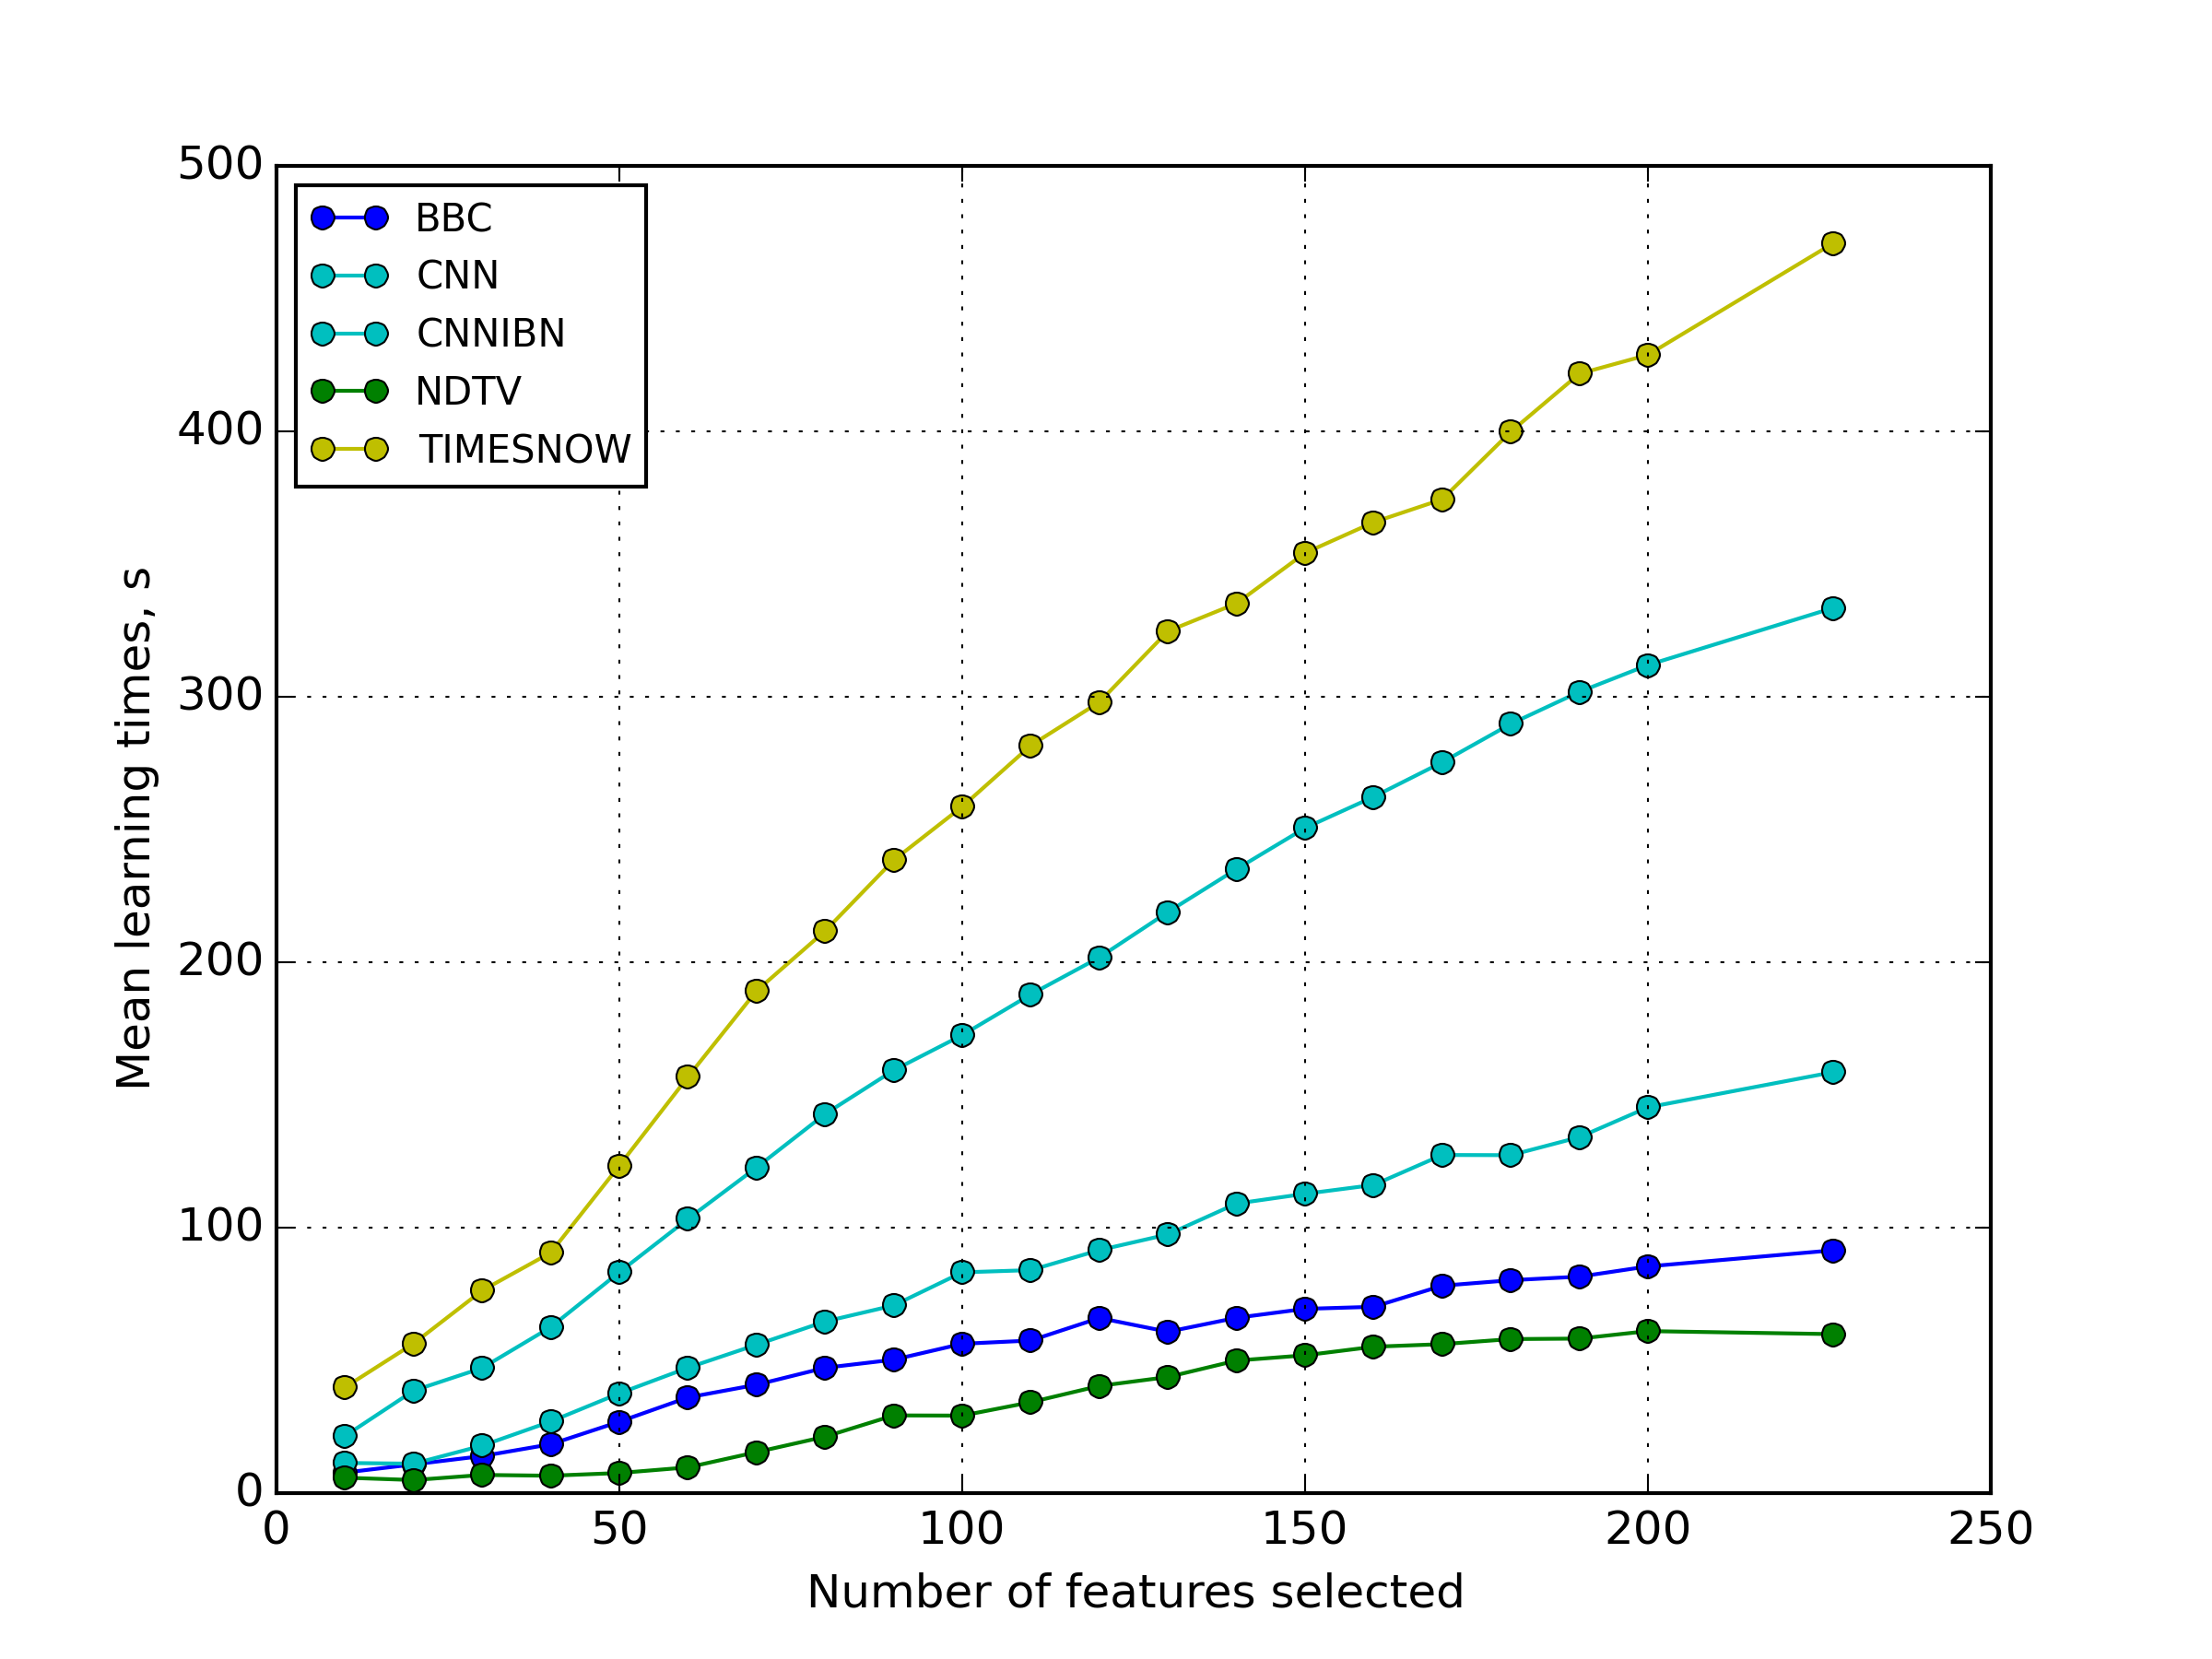 500
400
300
200
100
0
BBC
CNN
CNNIBN
NDTV
TIMESNOW
Mean learning times, s
0 50 100 150 200 250
Number of features selected